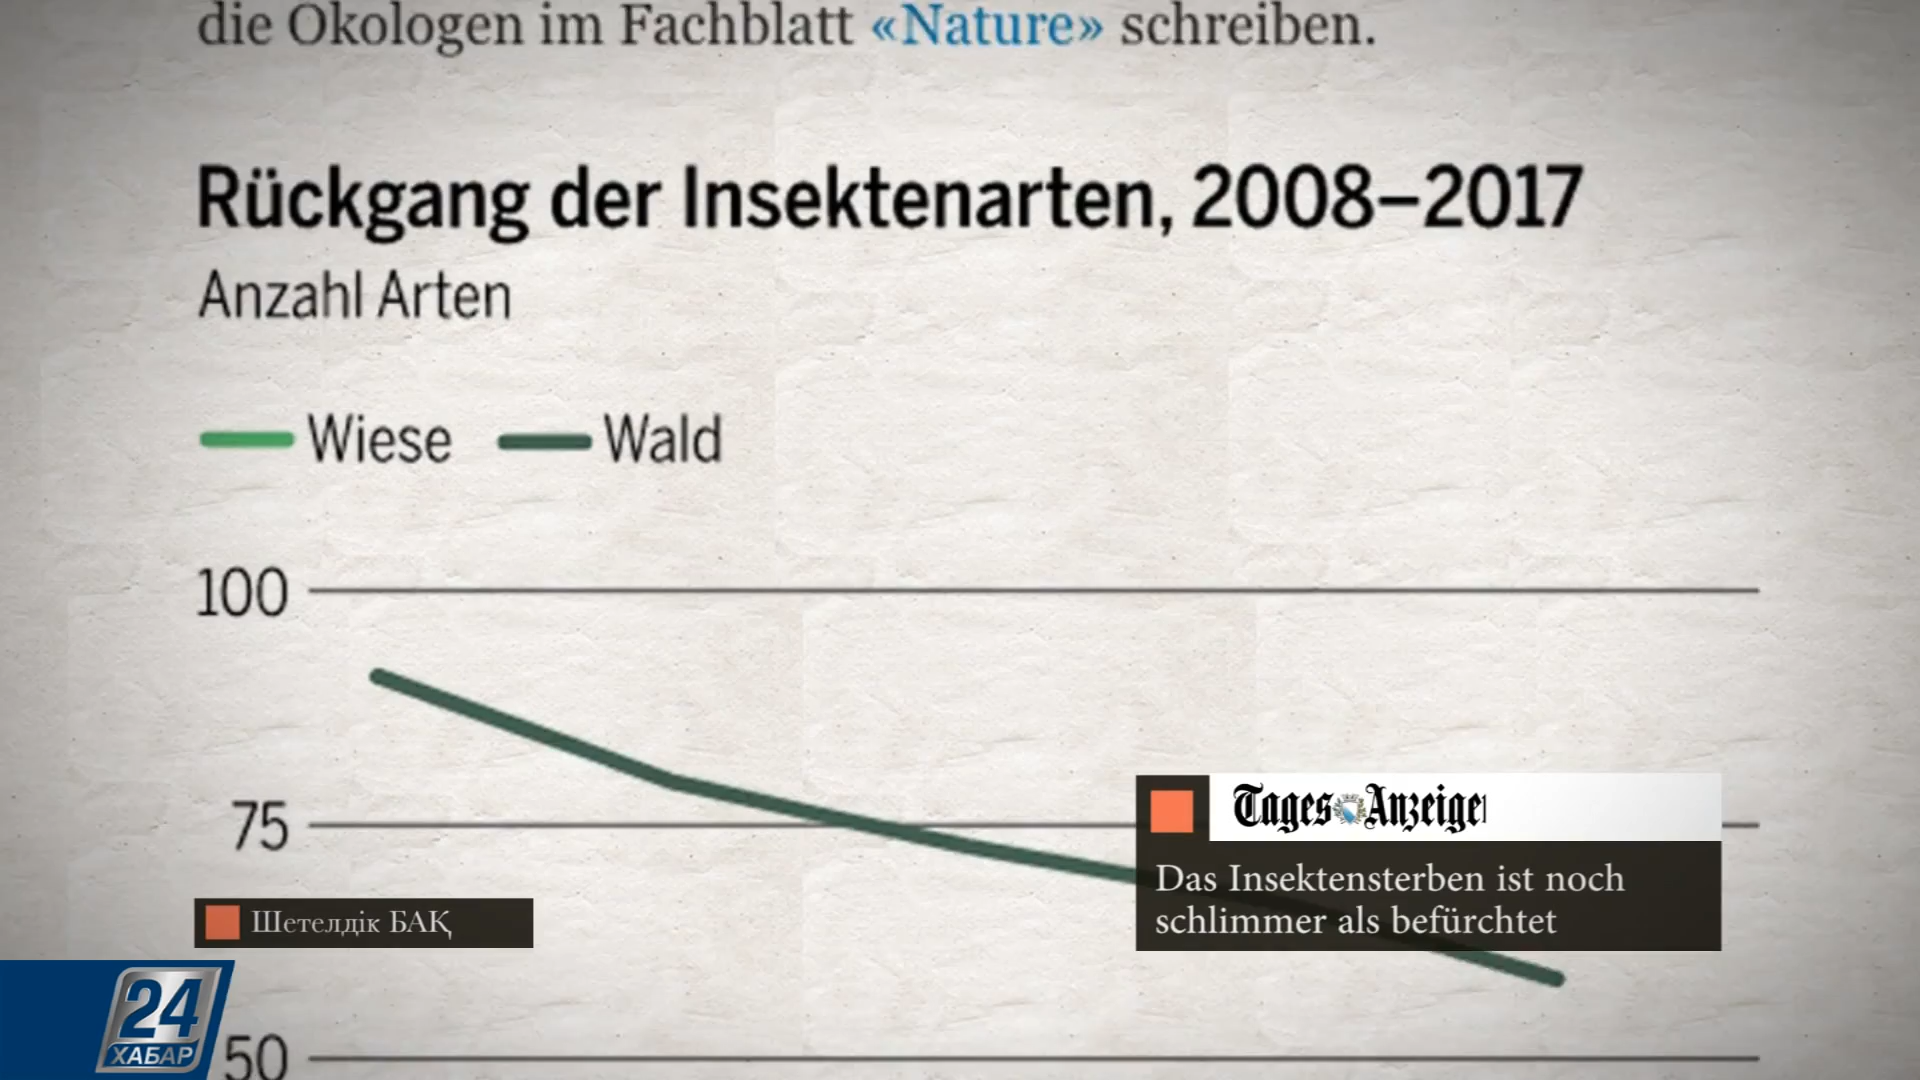 die Ökologen im Fachblatt «Nature» schreiben.
Rückgang der Insektenarten, 2008–2017
Anzahl Arten
Wiese Wald
100
75
Tages Anzeiger
Das Insektensterben ist noch
schlimmer als befürchtet
Шетелдік БАҚ
24
ХАБАР
50